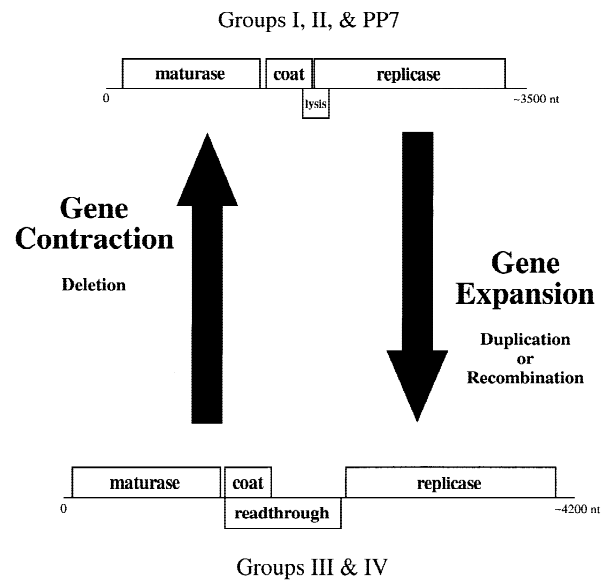 Groups I, II, & PP7
maturase coat replicase
lysis
0 ~3500 nt
Gene
Contraction
Deletion
Gene
Expansion
Duplication
or
Recombination
maturase coat replicase
readthrough
0 ~4200 nt
Groups III & IV